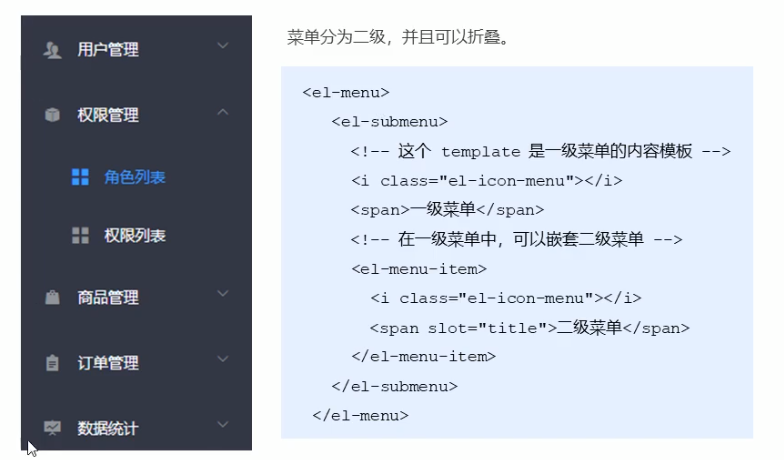 用户管理
权限管理
角色列表
权限列表
商品管理
订单管理
数据统计
菜单分为二级，并且可以折叠。
<el-menu>
<el-submenu>
<!-- 这个 template 是一级菜单的内容模板 -->
<i class="el-icon-menu"></i>
<span>一级菜单</span>
<!-- 在一级菜单中，可以嵌套二级菜单 -->
<el-menu-item>
<i class="el-icon-menu"></i>
<span slot="title">二级菜单</span>
</el-menu-item>
</el-submenu>
</el-menu>